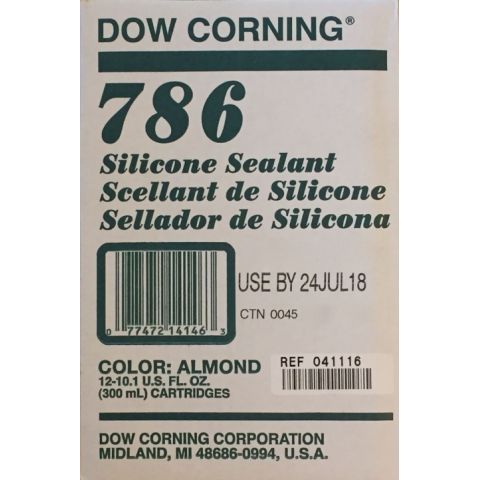 DOW CORNING®
786
Silicone Sealant
Scellant de Silicone
Sellador de Silicona
USE BY 24JUL18
CTN 0045
0 77472 14146 3
COLOR: ALMOND
REF 041116
12-10.1 U.S. FL. OZ.
(300 mL) CARTRIDGES
DOW CORNING CORPORATION
MIDLAND, MI 48686-0994, U.S.A.